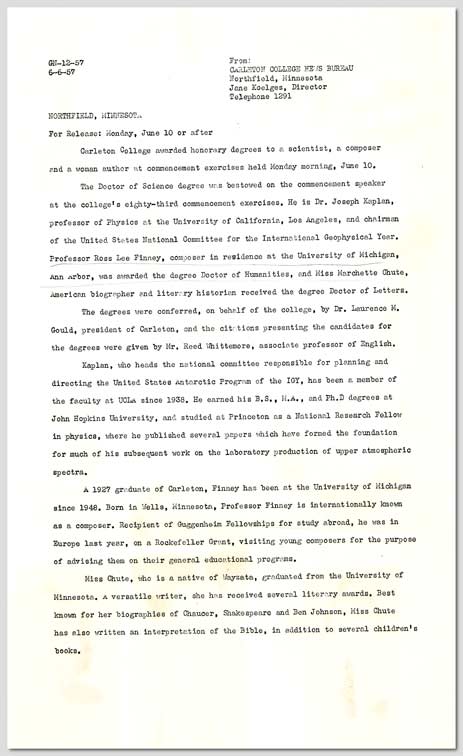 GH-12-57
6-6-57
From:
CARLETON COLLEGE NEWS BUREAU
Northfield, Minnesota
Jane Koelges, Director
Telephone 1291
NORTHFIELD, MINNESOTA
For Release: Monday, June 10 or after
Carleton College awarded honorary degrees to a scientist, a composer
and a woman author at commencement exercises held Monday morning, June 10.
The Doctor of Science degree was bestowed on the commencement speaker
at the college's eighty-third commencement exercises. He is Dr. Joseph Kaplan,
professor of Physics at the University of California, Los Angeles, and chairman
of the United States National Committee for the International Geophysical Year.
Professor Ross Lee Finney, composer in residence at the University of Michigan,
Ann Arbor, was awarded the degree Doctor of Humanities, and Miss Marchette Chute,
American biographer and literary historian received the degree Doctor of Letters.
The degrees were conferred, on behalf of the college, by Dr. Laurence M.
Gould, president of Carleton, and the citations presenting the candidates for
the degrees were given by Mr. Reed Whittemore, associate professor of English.
Kaplan, who heads the national committee responsible for planning and
directing the United States Antarctic Program of the IGY, has been a member of
the faculty at UCLA since 1938. He earned his B.S., M.A., and Ph.D degrees at
John Hopkins University, and studied at Princeton as a National Research Fellow
in physics, where he published several papers which have formed the foundation
for much of his subsequent work on the laboratory production of upper atmospheric
spectra.
A 1927 graduate of Carleton, Finney has been at the University of Michigan
since 1948. Born in Wells, Minnesota, Professor Finney is internationally known
as a composer. Recipient of Guggenheim Fellowships for study abroad, he was in
Europe last year, on a Rockefeller Grant, visiting young composers for the purpose
of advising them on their general educational programs.
Miss Chute, who is a native of Wayzata, graduated from the University of
Minnesota. A versatile writer, she has received several literary awards. Best
known for her biographies of Chaucer, Shakespeare and Ben Johnson, Miss Chute
has also written an interpretation of the Bible, in addition to several children's
books.